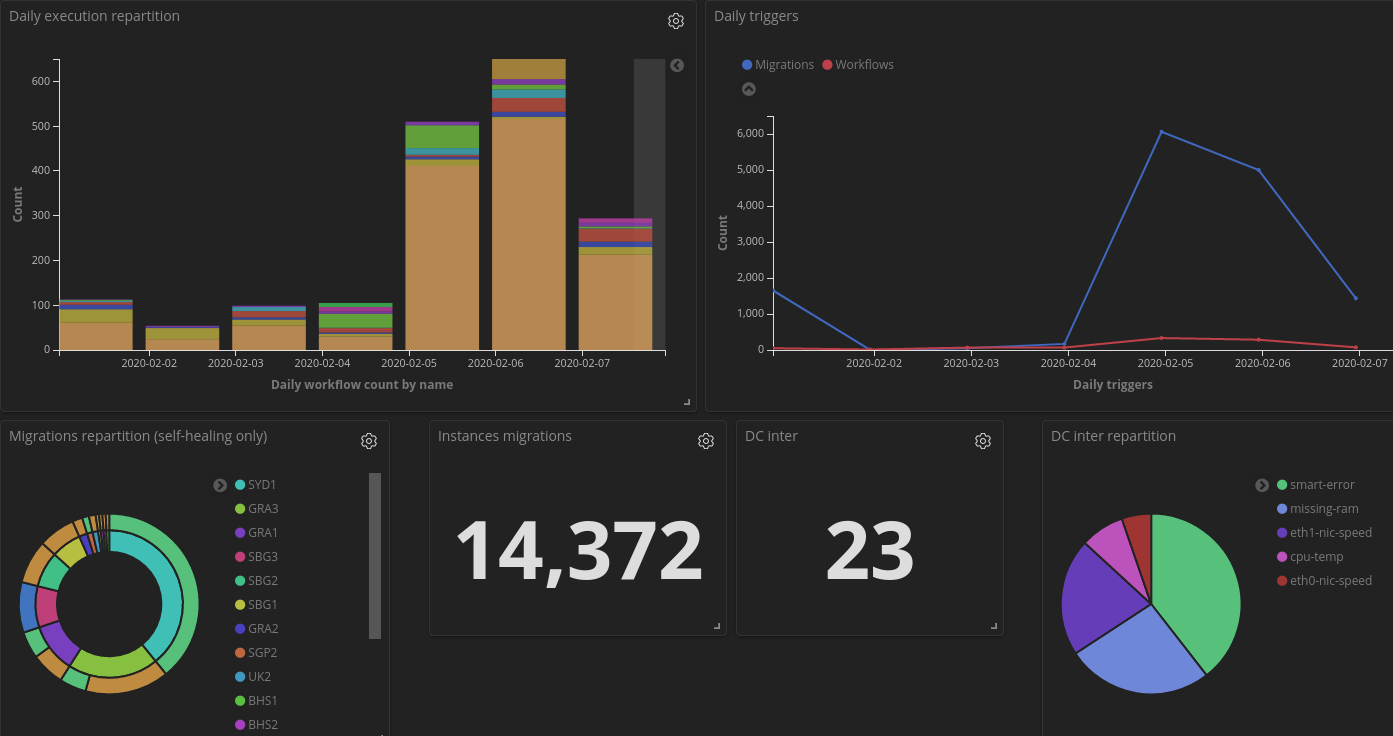 Daily execution repartition
600
500
400
300
200
100
0
Count
2020-02-02 2020-02-03 2020-02-04 2020-02-05 2020-02-06 2020-02-07
Daily workflow count by name
Daily triggers
Migrations Workflows
6,000
5,000
4,000
3,000
2,000
1,000
0
Count
2020-02-02 2020-02-03 2020-02-04 2020-02-05 2020-02-06 2020-02-07
Daily triggers
Migrations repartition (self-healing only)
SYD1
GRA3
GRA1
SBG3
SBG2
SBG1
GRA2
SGP2
UK2
BHS1
BHS2
Instances migrations
14,372
DC inter
23
DC inter repartition
smart-error
missing-ram
eth1-nic-speed
cpu-temp
eth0-nic-speed